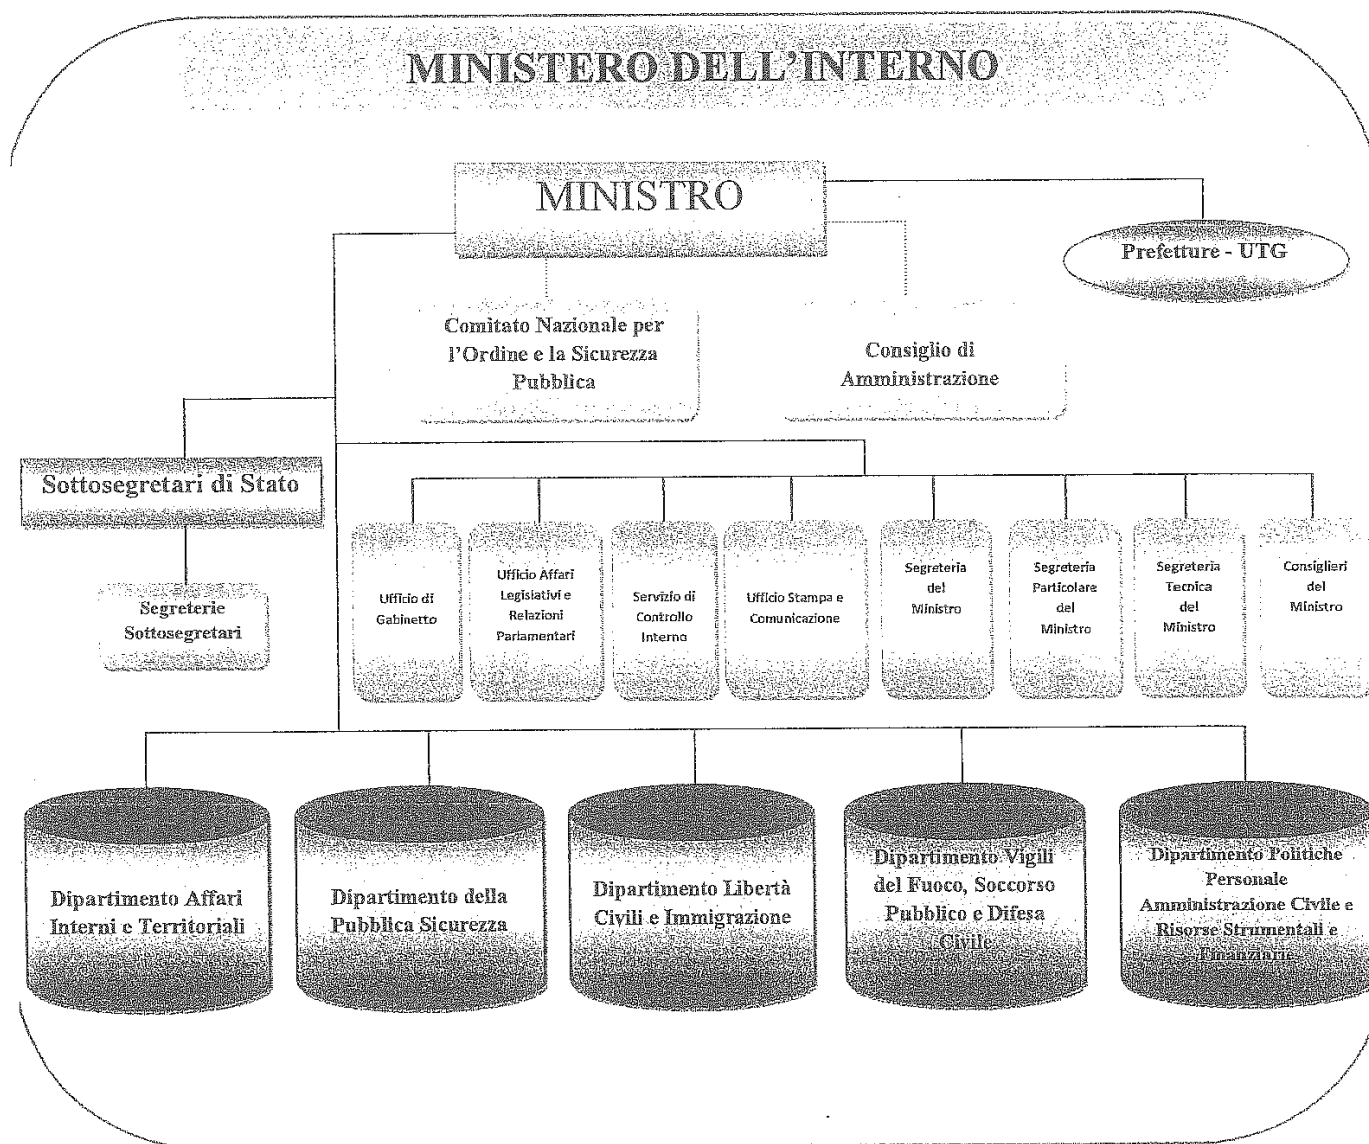 MINISTERO DELL'INTERNO
MINISTRO
Prefetture - UTG
Comitato Nazionale per
l'Ordine e la Sicurezza
Pubblica
Consiglio di
Amministrazione
Sottosegretari di Stato
Segreterie
Sottosegretari
Ufficio di
Gabinetto
Ufficio Affari
Legislativi e
Relazioni
Parlamentari
Servizio di
Controllo
Interno
Ufficio Stampa e
Comunicazione
Segreteria
del
Ministro
Segreteria
Particolare
del
Ministro
Segreteria
Tecnica
del
Ministro
Consiglieri
del
Ministro
Dipartimento Affari
Interni e Territoriali
Dipartimento della
Pubblica Sicurezza
Dipartimento Libertà
Civili e Immigrazione
Dipartimento Vigili
del Fuoco, Soccorso
Pubblico e Difesa
Civile
Dipartimento Politiche
Personale
Amministrazione Civile e
Risorse Strumentali e
Finanziarie